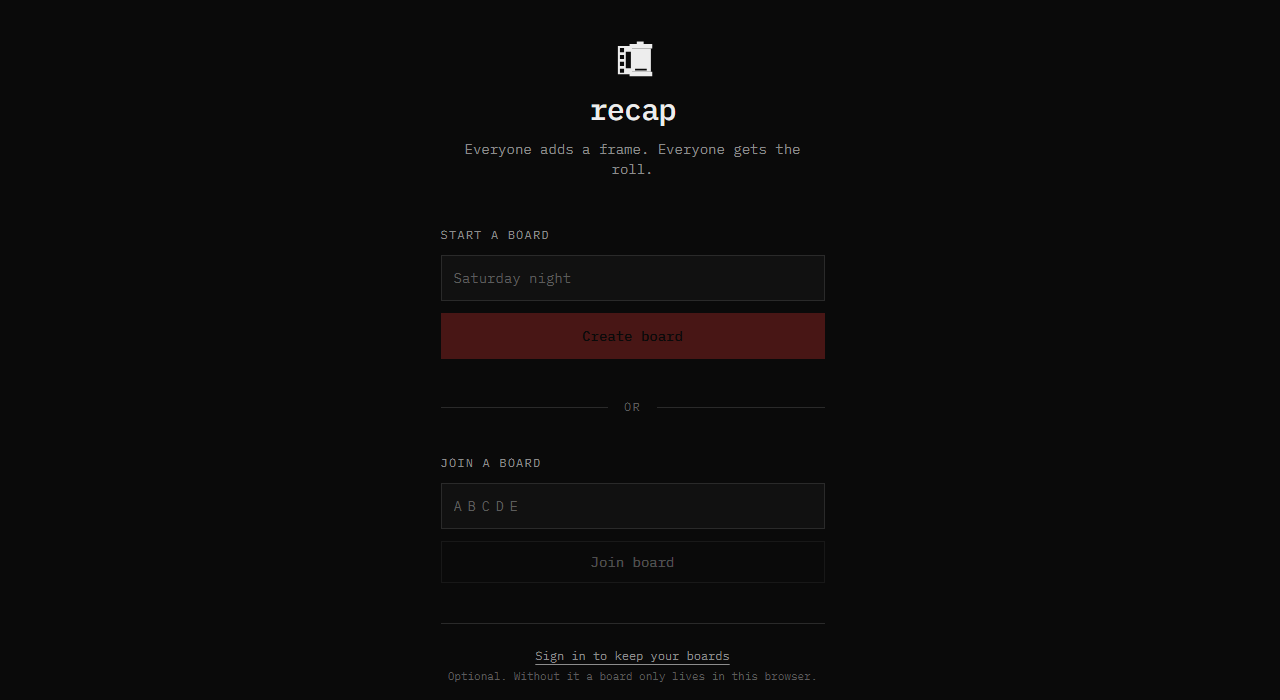 recap
Everyone adds a frame. Everyone gets the
roll.
START A BOARD
Saturday night
Create board
OR
JOIN A BOARD
ABCDE
Join board
Sign in to keep your boards
Optional. Without it a board only lives in this browser.